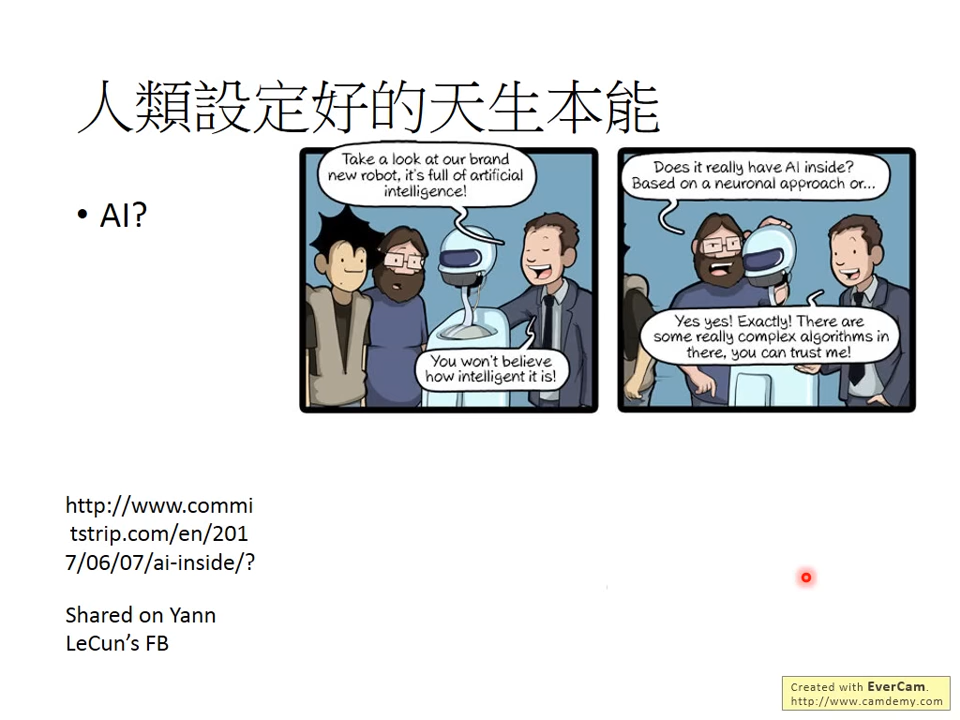 人類設定好的天生本能
• AI?
Take a look at our brand
new robot, it's full of artificial
intelligence!
You won't believe
how intelligent it is!
Does it really have AI inside?
Based on a neuronal approach or...
Yes yes! Exactly! There are
some really complex algorithms in
there, you can trust me!
http://www.commi
tstrip.com/en/201
7/06/07/ai-inside/?
Shared on Yann
LeCun's FB
Created with EverCam.
http://www.camdemy.com